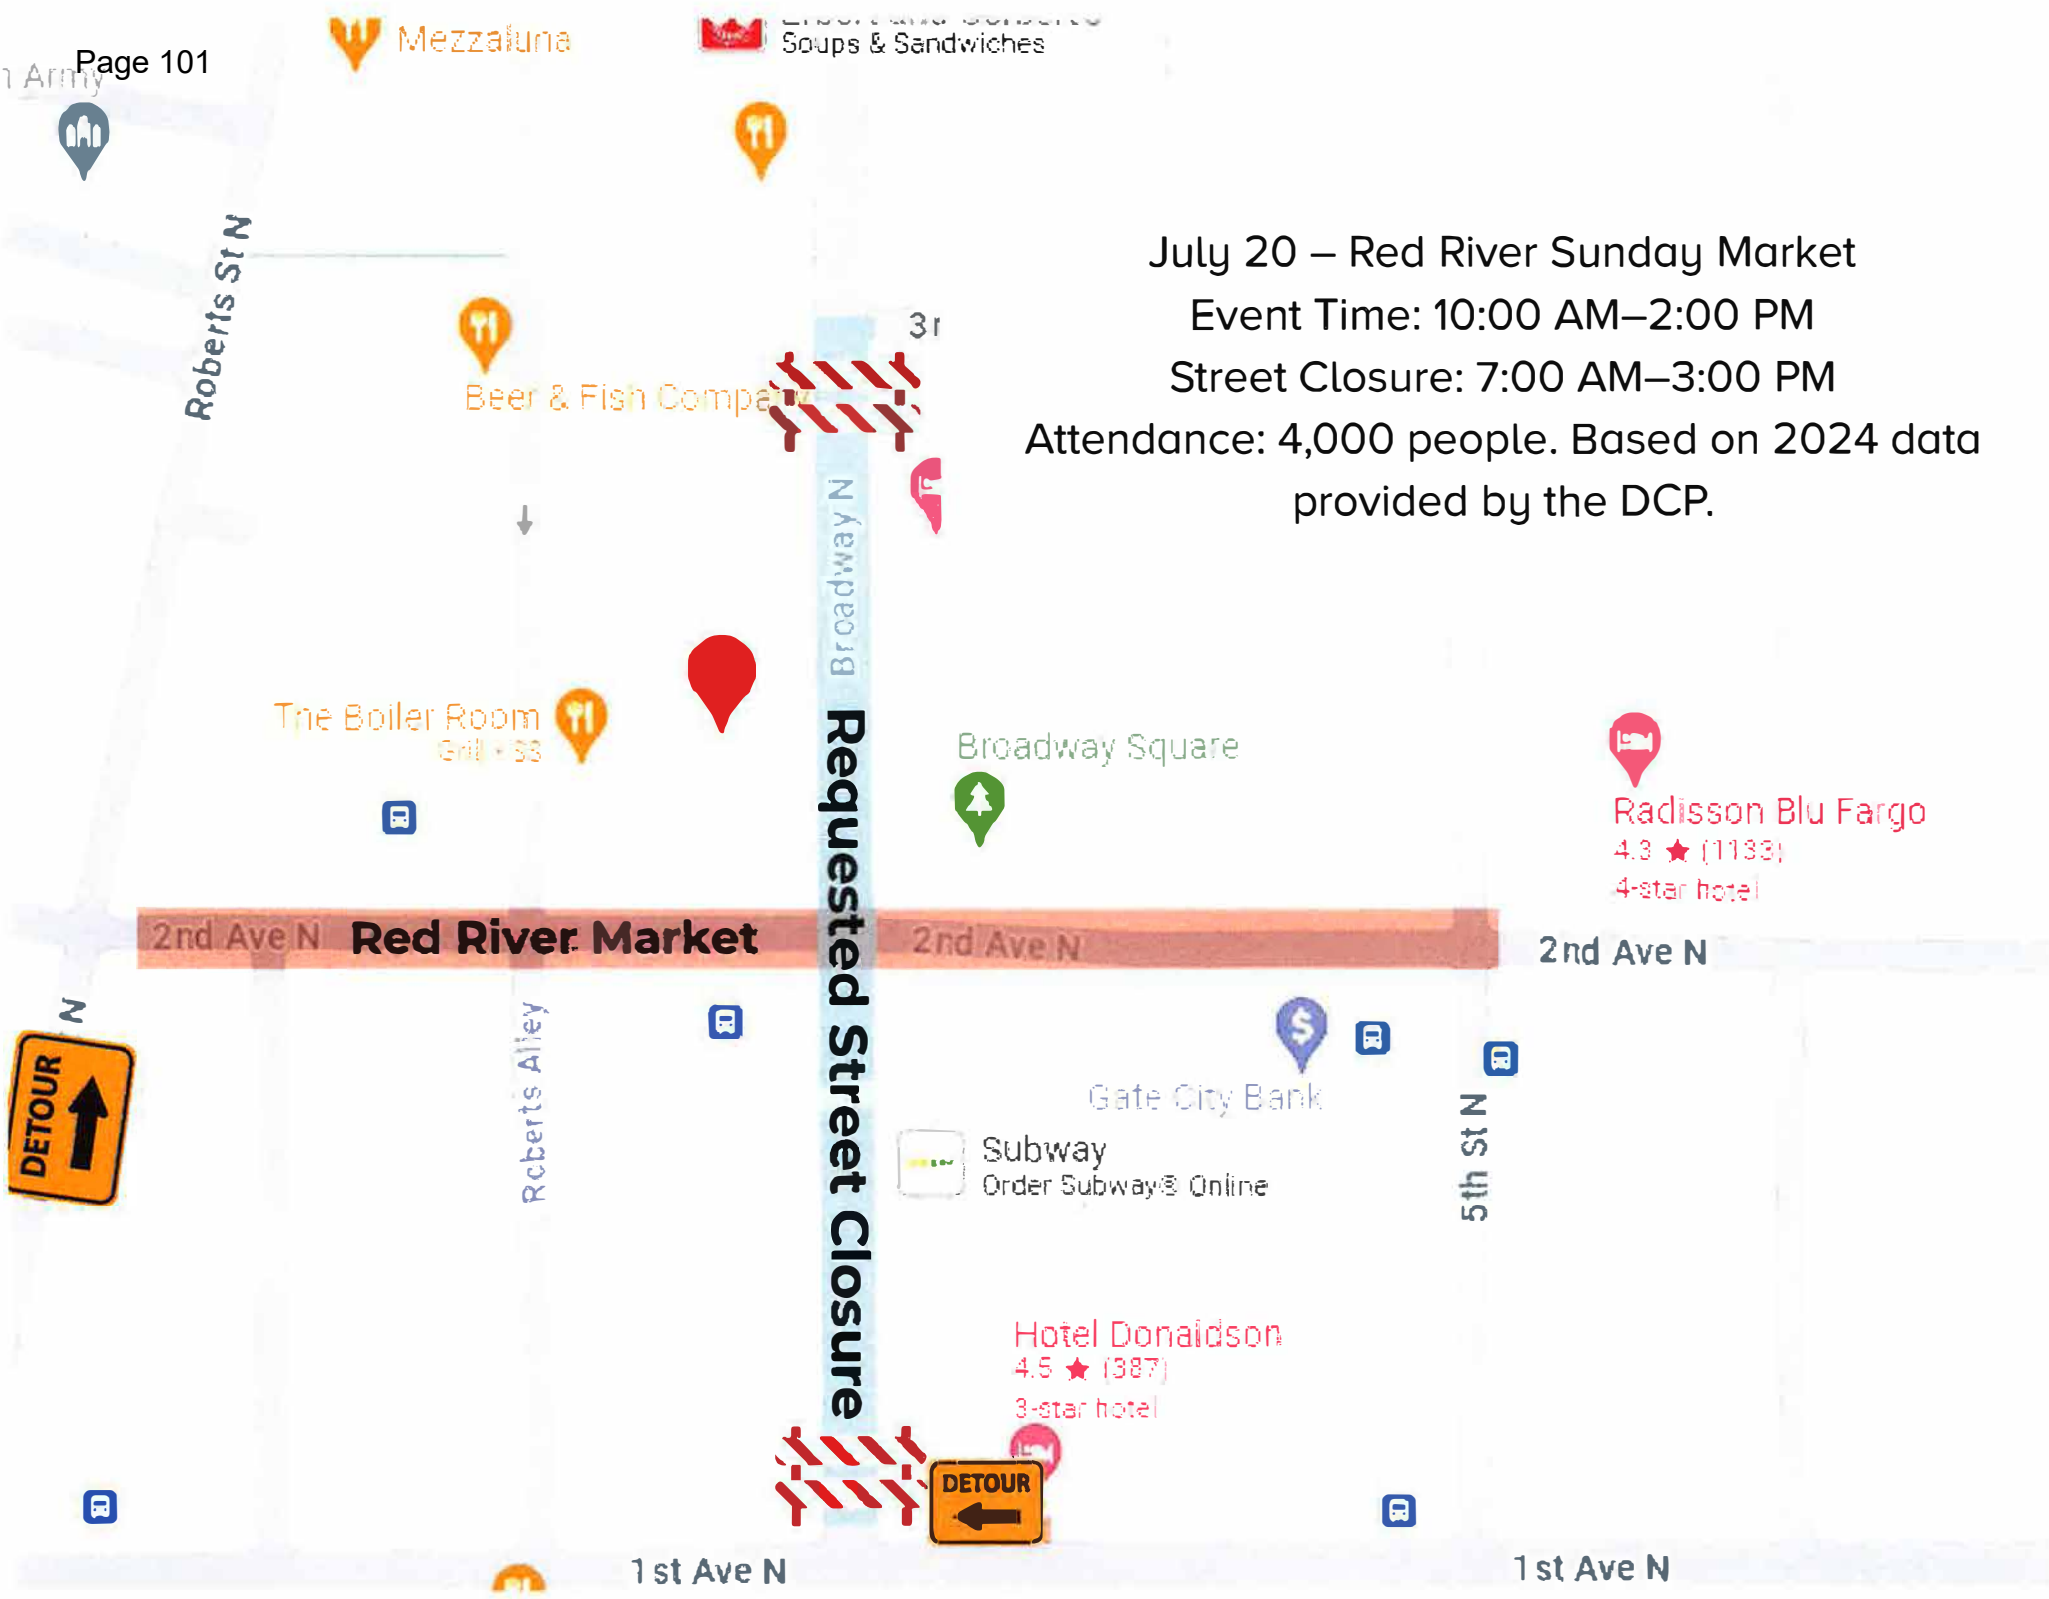 Page 101
Army
Mezzaluna
Soups & Sandwiches
Roberts St N
3r
July 20 – Red River Sunday Market
Event Time: 10:00 AM–2:00 PM
Street Closure: 7:00 AM–3:00 PM
Attendance: 4,000 people. Based on 2024 data
provided by the DCP.
Beer & Fish Company
Broadway N
The Boiler Room
Grill • $$
Broadway Square
Radisson Blu Fargo
4.3 ★ (1133)
4-star hotel
2nd Ave N
Red River Market
2nd Ave N
2nd Ave N
Requested Street Closure
N
DETOUR
Roberts Alley
Gate City Bank
Subway
Order Subway® Online
5th St N
Hotel Donaldson
4.5 ★ (387)
3-star hotel
DETOUR
1st Ave N
1st Ave N